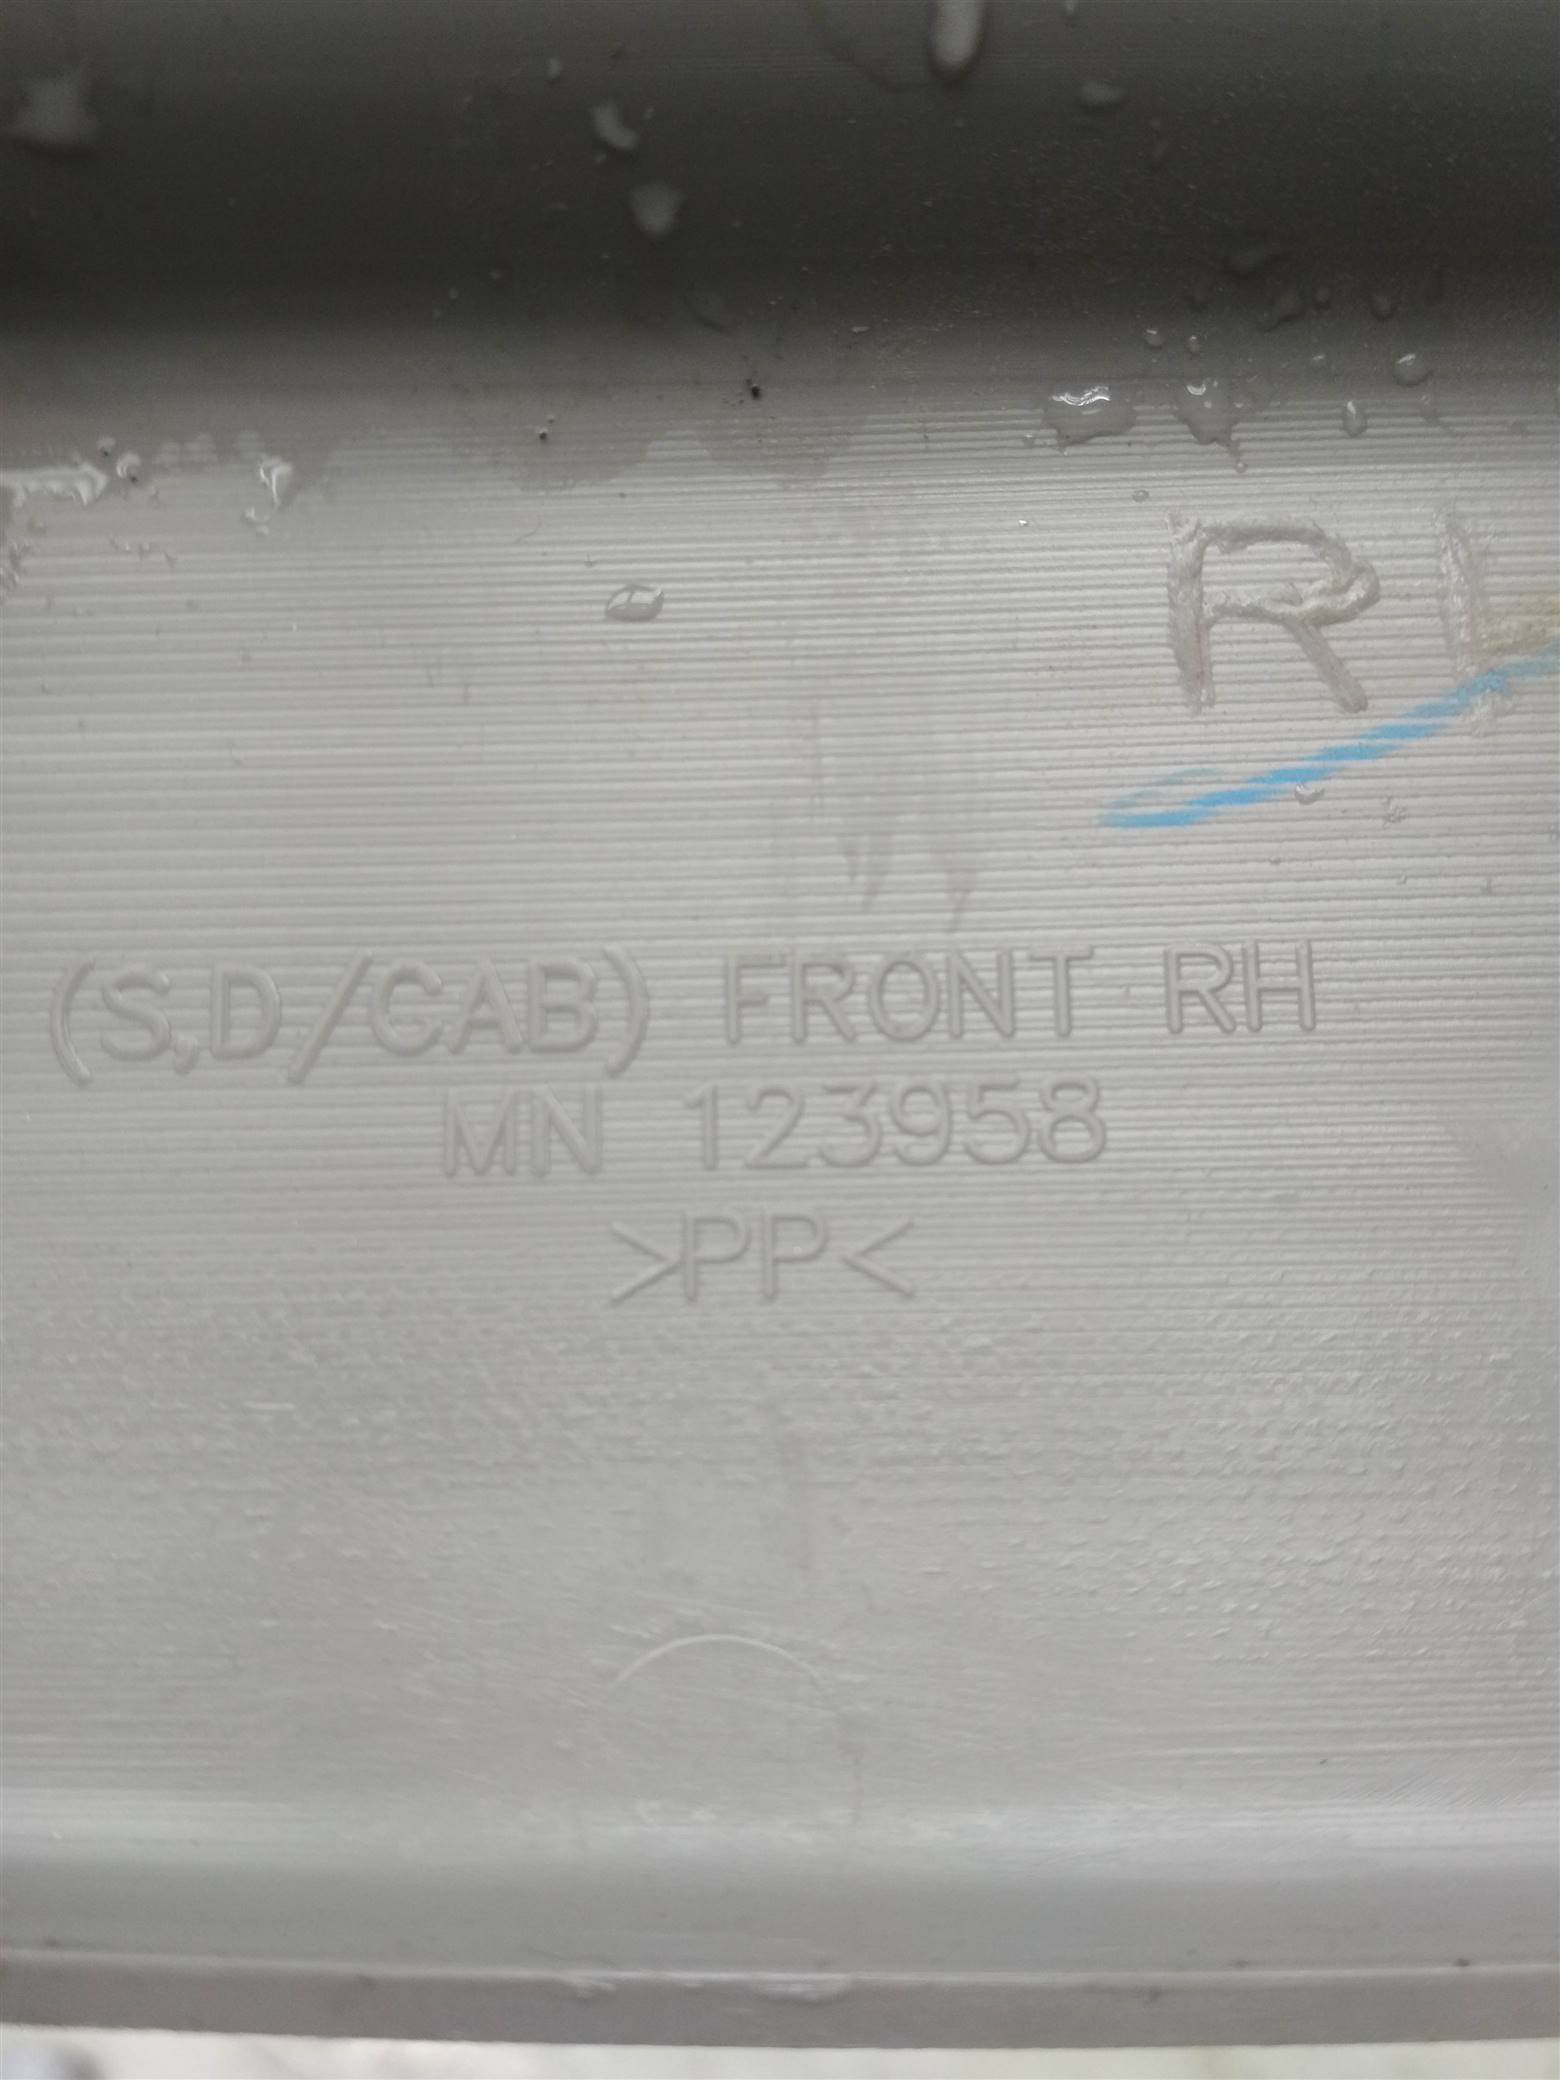 R
(S,D/CAB) FRONT RH
MN 123958
>PP<